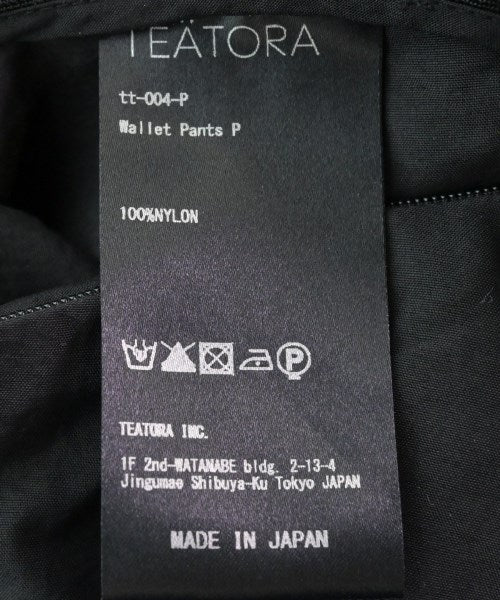 TEÄTORA
tt-004-P
Wallet Pants P
100%NYLON
P
TEATORA INC.
1F 2nd-WATANABE bldg. 2-13-4
Jingumae Shibuya-Ku Tokyo JAPAN
MADE IN JAPAN